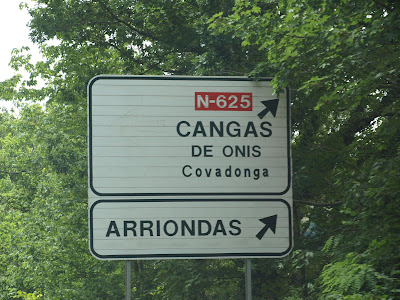 N-625
CANGAS
DE ONIS
Covadonga
ARRIONDAS